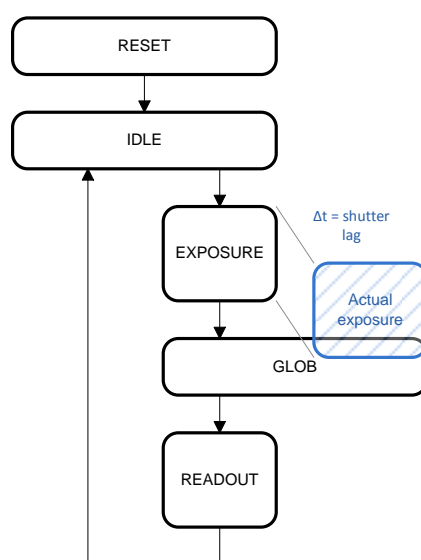 RESET
IDLE
Δt = shutter
lag
EXPOSURE
Actual
exposure
GLOB
READOUT